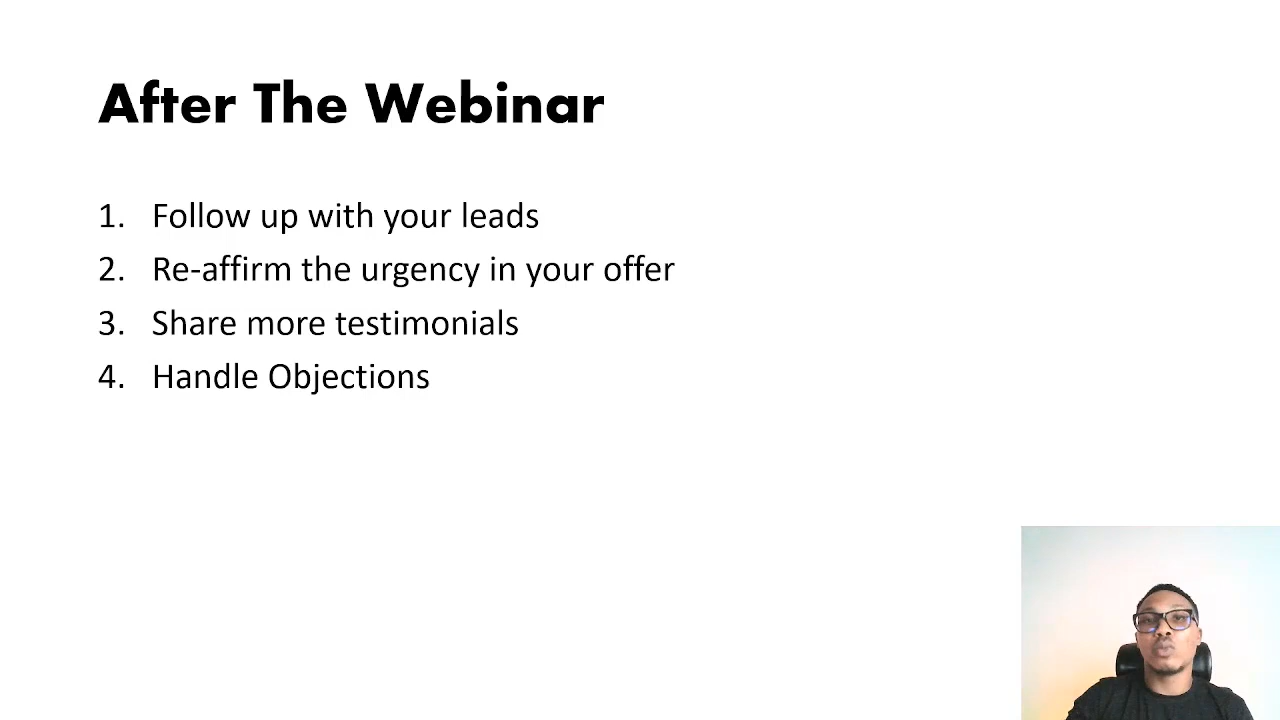 After The Webinar
1. Follow up with your leads
2. Re-affirm the urgency in your offer
3. Share more testimonials
4. Handle Objections